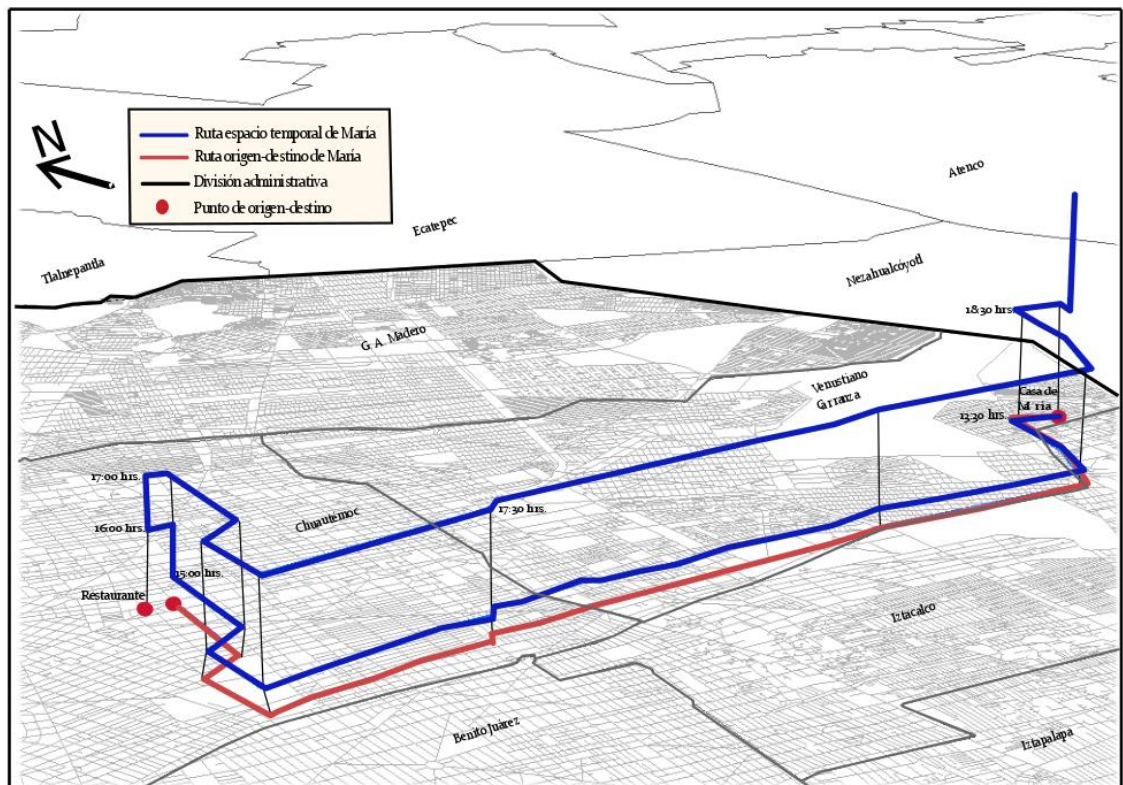 N
Ruta espacio temporal de María
Ruta origen-destino de María
División administrativa
Punto de origen-destino
Atenco
Ecatepec
Tlalnepantla
Nezahualcóyotl
18:30 hrs.
G. A. Madero
Venustiano
Carranza
Casa de
María
13:30 hrs.
17:00 hrs.
17:30 hrs.
Chuautémoc
16:00 hrs.
15:00 hrs.
Restaurante
Iztacalco
Benito Juárez
Iztapalapa